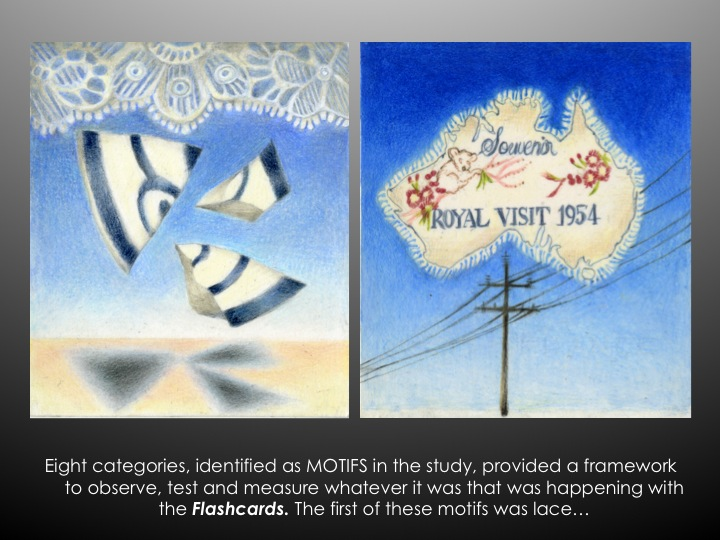 Souvenir
ROYAL VISIT 1954
Eight categories, identified as MOTIFS in the study, provided a framework
to observe, test and measure whatever it was that was happening with
the Flashcards. The first of these motifs was lace…